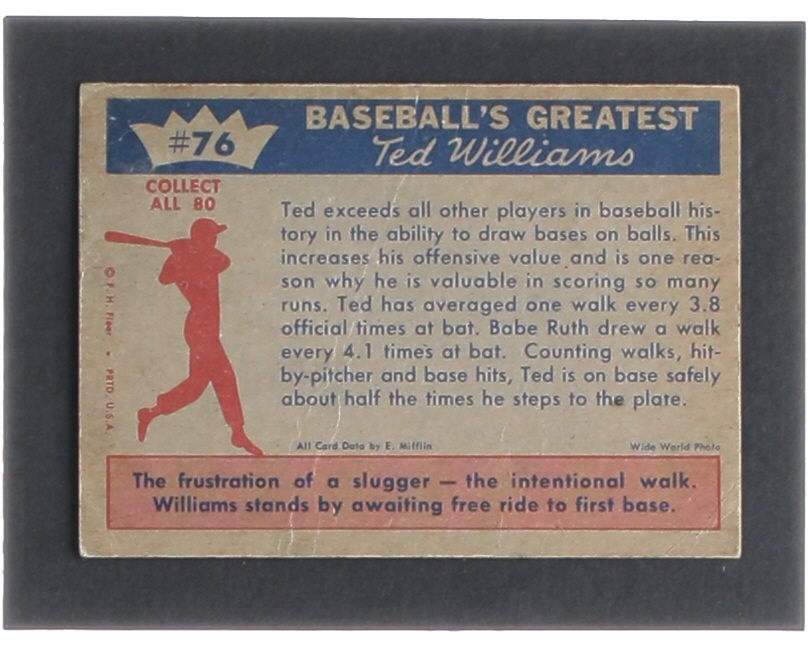 #76
BASEBALL'S GREATEST
Ted Williams
COLLECT
ALL 80
Ted exceeds all other players in baseball his-
tory in the ability to draw bases on balls. This
increases his offensive value and is one rea-
son why he is valuable in scoring so many
runs. Ted has averaged one walk every 3.8
official times at bat. Babe Ruth drew a walk
every 4.1 times at bat. Counting walks, hit-
by-pitcher and base hits, Ted is on base safely
about half the times he steps to the plate.
© F. H. Fleer • PRTD. U.S.A.
All Card Data by E. Mifflin
Wide World Photo
The frustration of a slugger — the intentional walk.
Williams stands by awaiting free ride to first base.